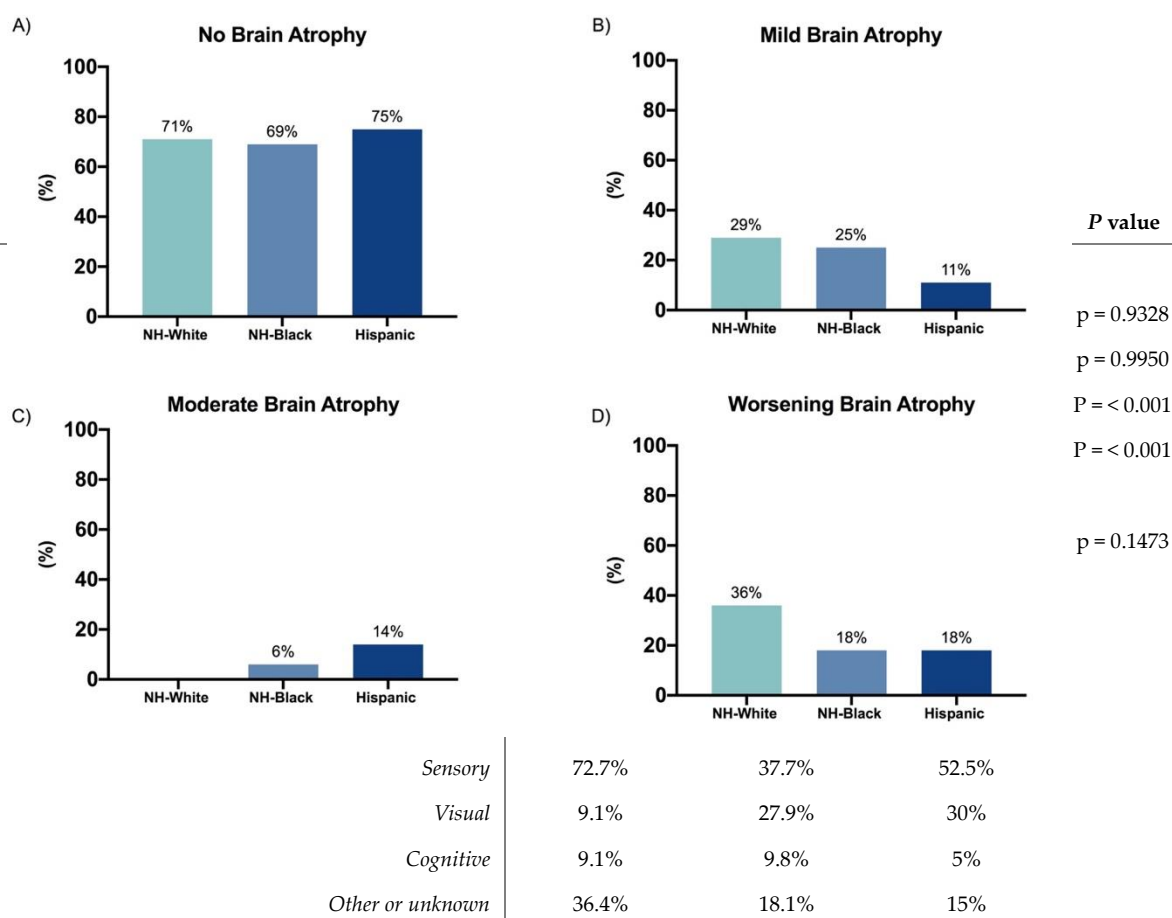 A)
No Brain Atrophy
100
80
60
40
20
0
(%)
71%
69%
75%
NH-White NH-Black Hispanic
B)
Mild Brain Atrophy
100
80
60
40
20
0
(%)
29%
25%
11%
NH-White NH-Black Hispanic
P value
p = 0.9328
p = 0.9950
P = < 0.001
P = < 0.001
p = 0.1473
C)
Moderate Brain Atrophy
100
80
60
40
20
0
(%)
6%
14%
NH-White NH-Black Hispanic
D)
Worsening Brain Atrophy
100
80
60
40
20
0
(%)
36%
18%
18%
NH-White NH-Black Hispanic
Sensory 72.7% 37.7% 52.5%
Visual 9.1% 27.9% 30%
Cognitive 9.1% 9.8% 5%
Other or unknown 36.4% 18.1% 15%